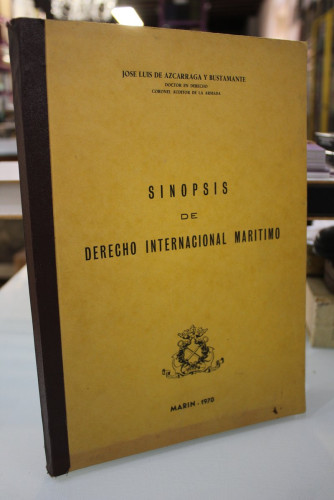 JOSE LUIS DE AZCARRAGA Y BUSTAMANTE
DOCTOR EN DERECHO
CORONEL AUDITOR DE LA ARMADA
SINOPSIS
DE
DERECHO INTERNACIONAL MARITIMO
MARIN - 1970